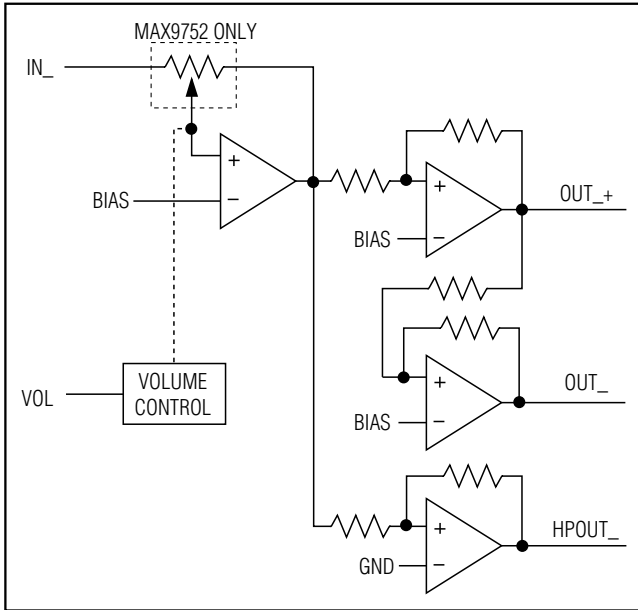 MAX9752 ONLY
IN_
+
−
BIAS
+
−
BIAS
OUT_+
VOL
VOLUME
CONTROL
+
−
BIAS
OUT_
+
−
GND
HPOUT_